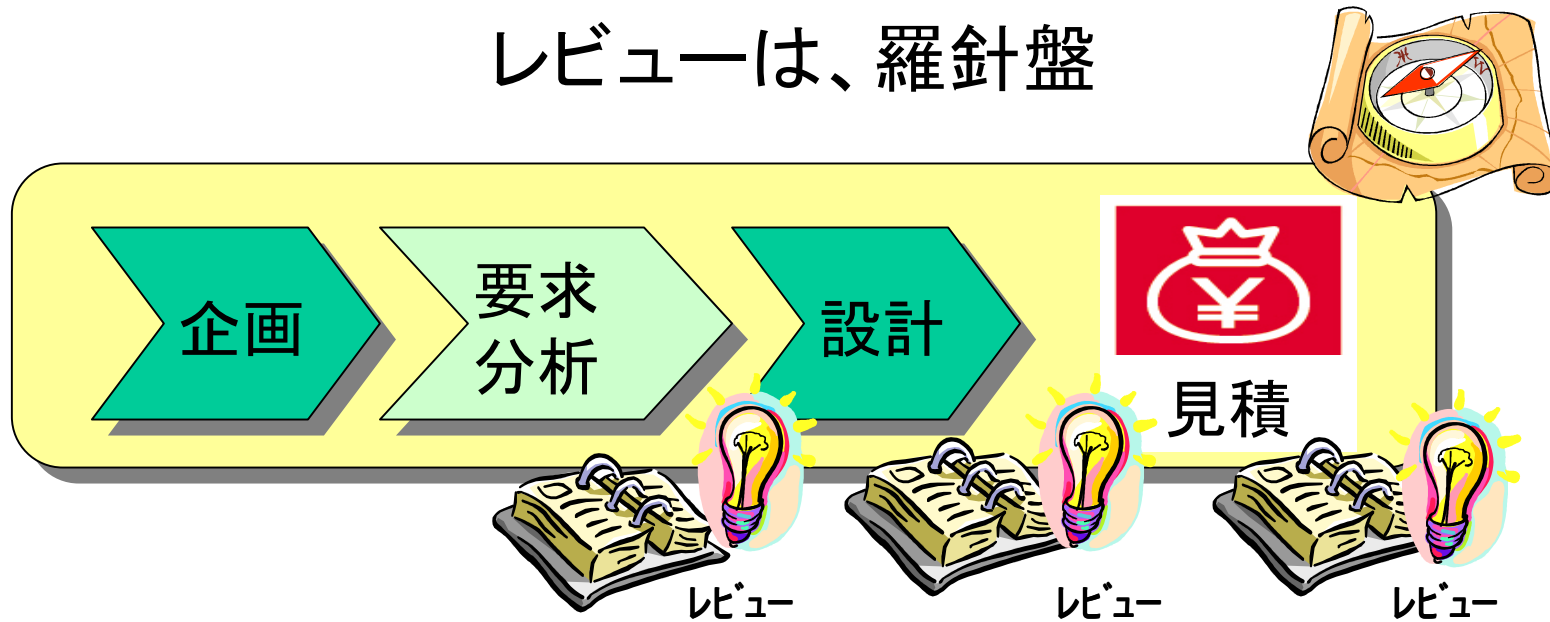 レビューは、羅針盤
企画
要求
分析
設計
¥
見積
ﾚﾋﾞｭｰ
ﾚﾋﾞｭｰ
ﾚﾋﾞｭｰ